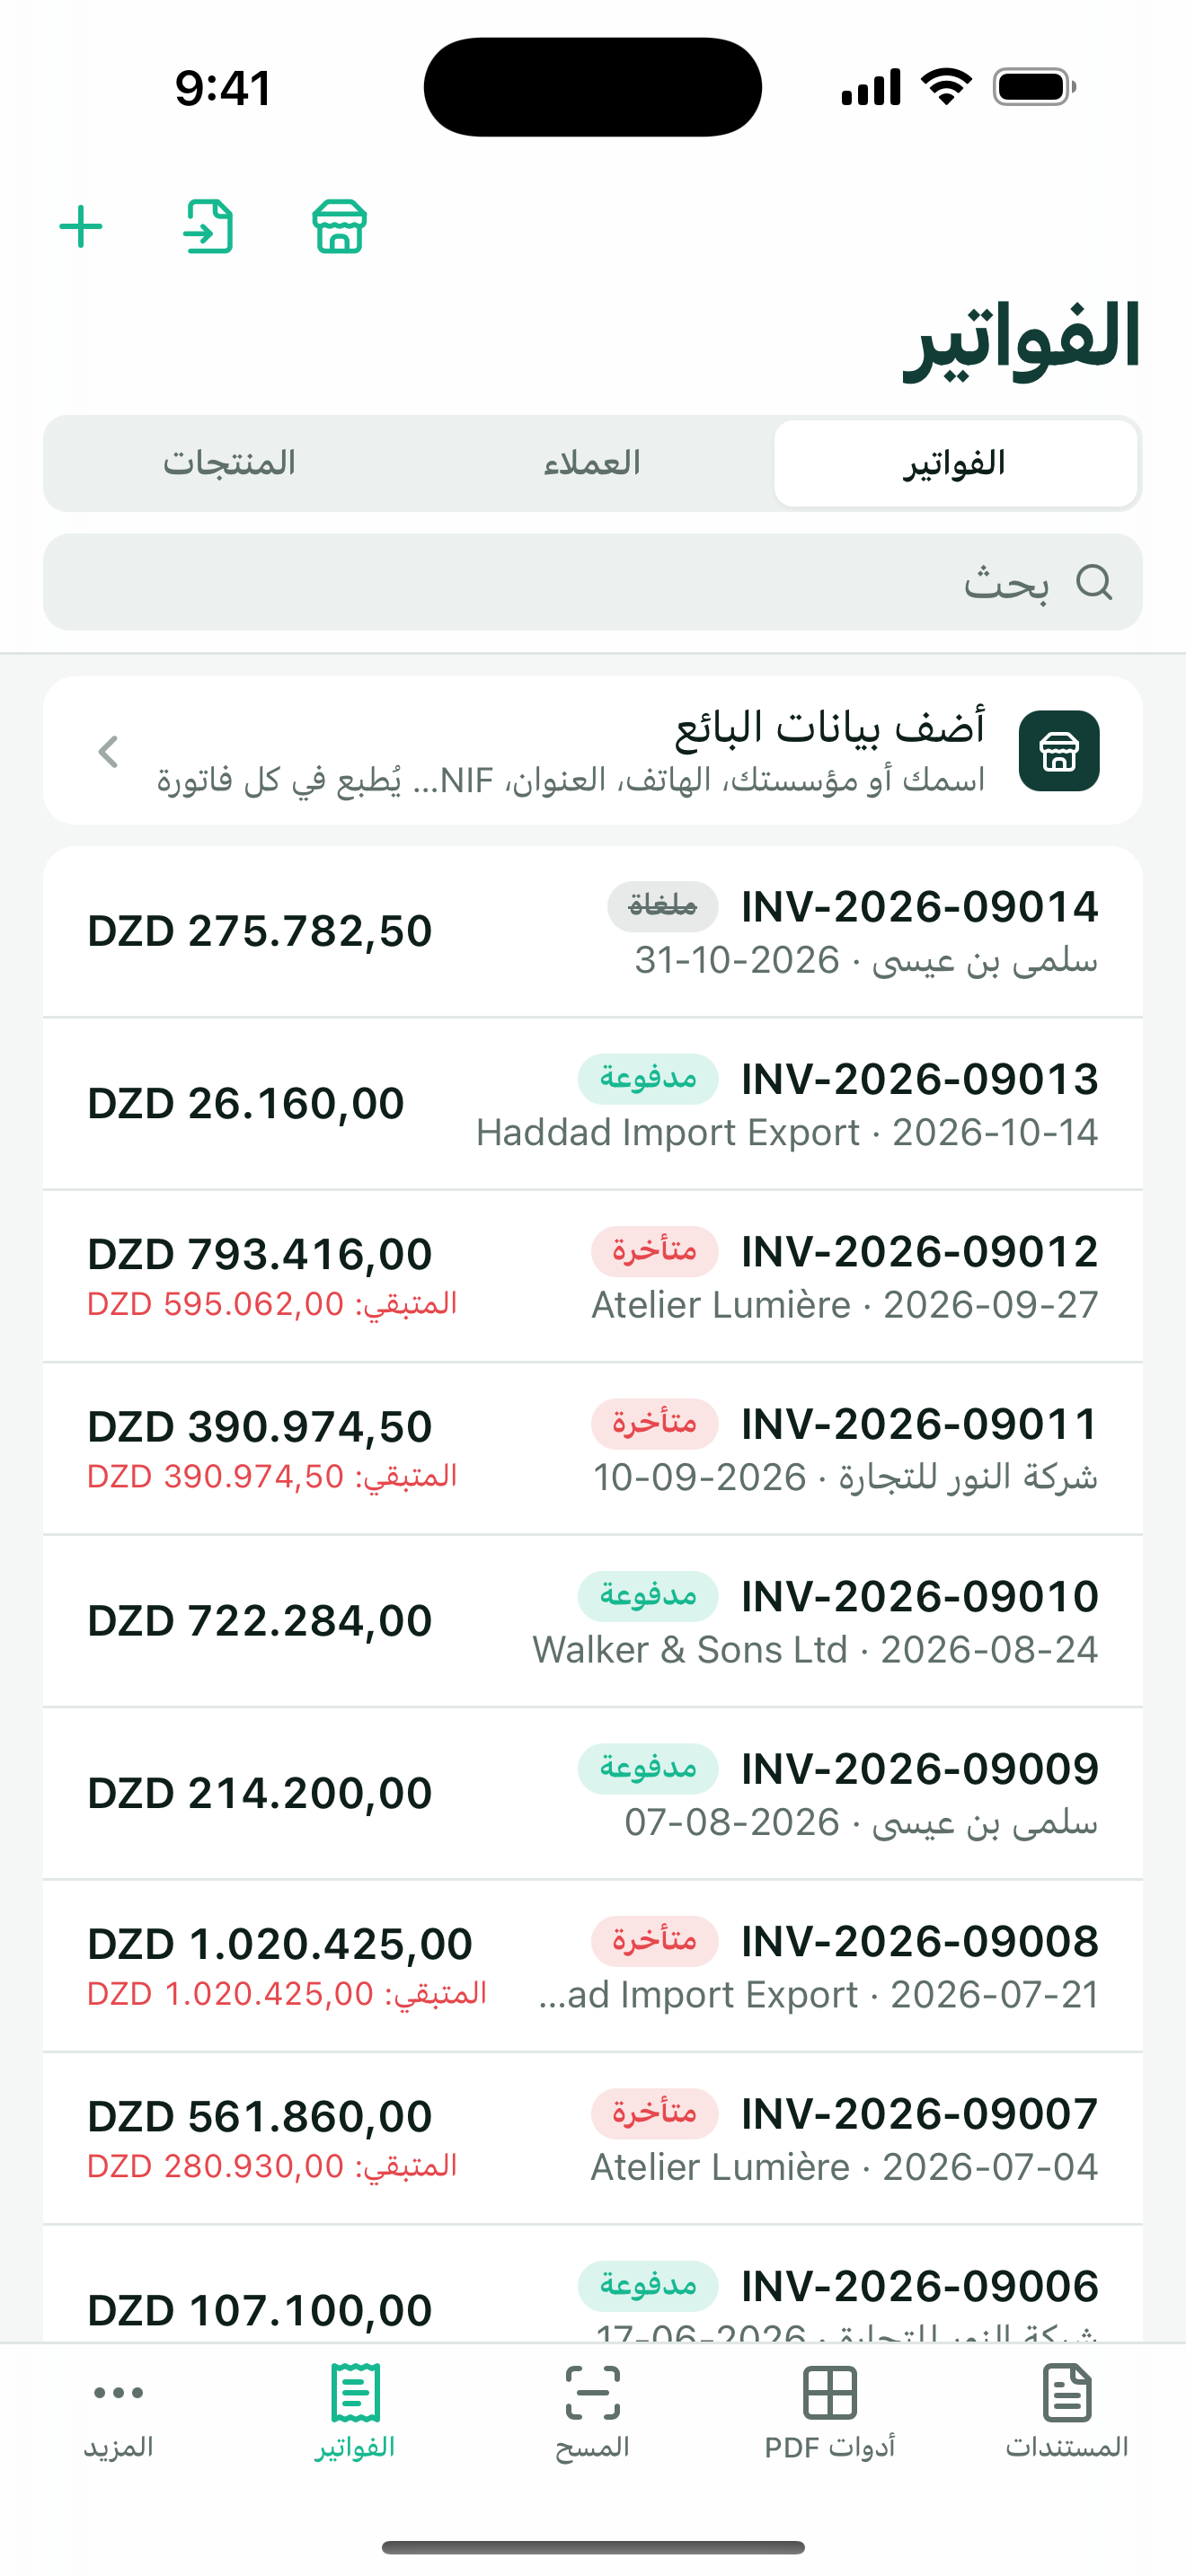 9:41
الفواتير
الفواتير
العملاء
المنتجات
بحث
أضف بيانات البائع
اسمك أو مؤسستك، الهاتف، العنوان، NIF... يُطبع في كل فاتورة
INV-2026-09014 ملغاة
سلمى بن عيسى · 31-10-2026
DZD 275.782,50
INV-2026-09013 مدفوعة
Haddad Import Export · 2026-10-14
DZD 26.160,00
INV-2026-09012 متأخرة
Atelier Lumière · 2026-09-27
DZD 793.416,00
المتبقي: DZD 595.062,00
INV-2026-09011 متأخرة
شركة النور للتجارة · 10-09-2026
DZD 390.974,50
المتبقي: DZD 390.974,50
INV-2026-09010 مدفوعة
Walker & Sons Ltd · 2026-08-24
DZD 722.284,00
INV-2026-09009 مدفوعة
سلمى بن عيسى · 07-08-2026
DZD 214.200,00
INV-2026-09008 متأخرة
...ad Import Export · 2026-07-21
DZD 1.020.425,00
المتبقي: DZD 1.020.425,00
INV-2026-09007 متأخرة
Atelier Lumière · 2026-07-04
DZD 561.860,00
المتبقي: DZD 280.930,00
INV-2026-09006 مدفوعة
شركة النور للتجارة · 17-06-2026
DZD 107.100,00
المستندات
أدوات PDF
المسح
الفواتير
المزيد